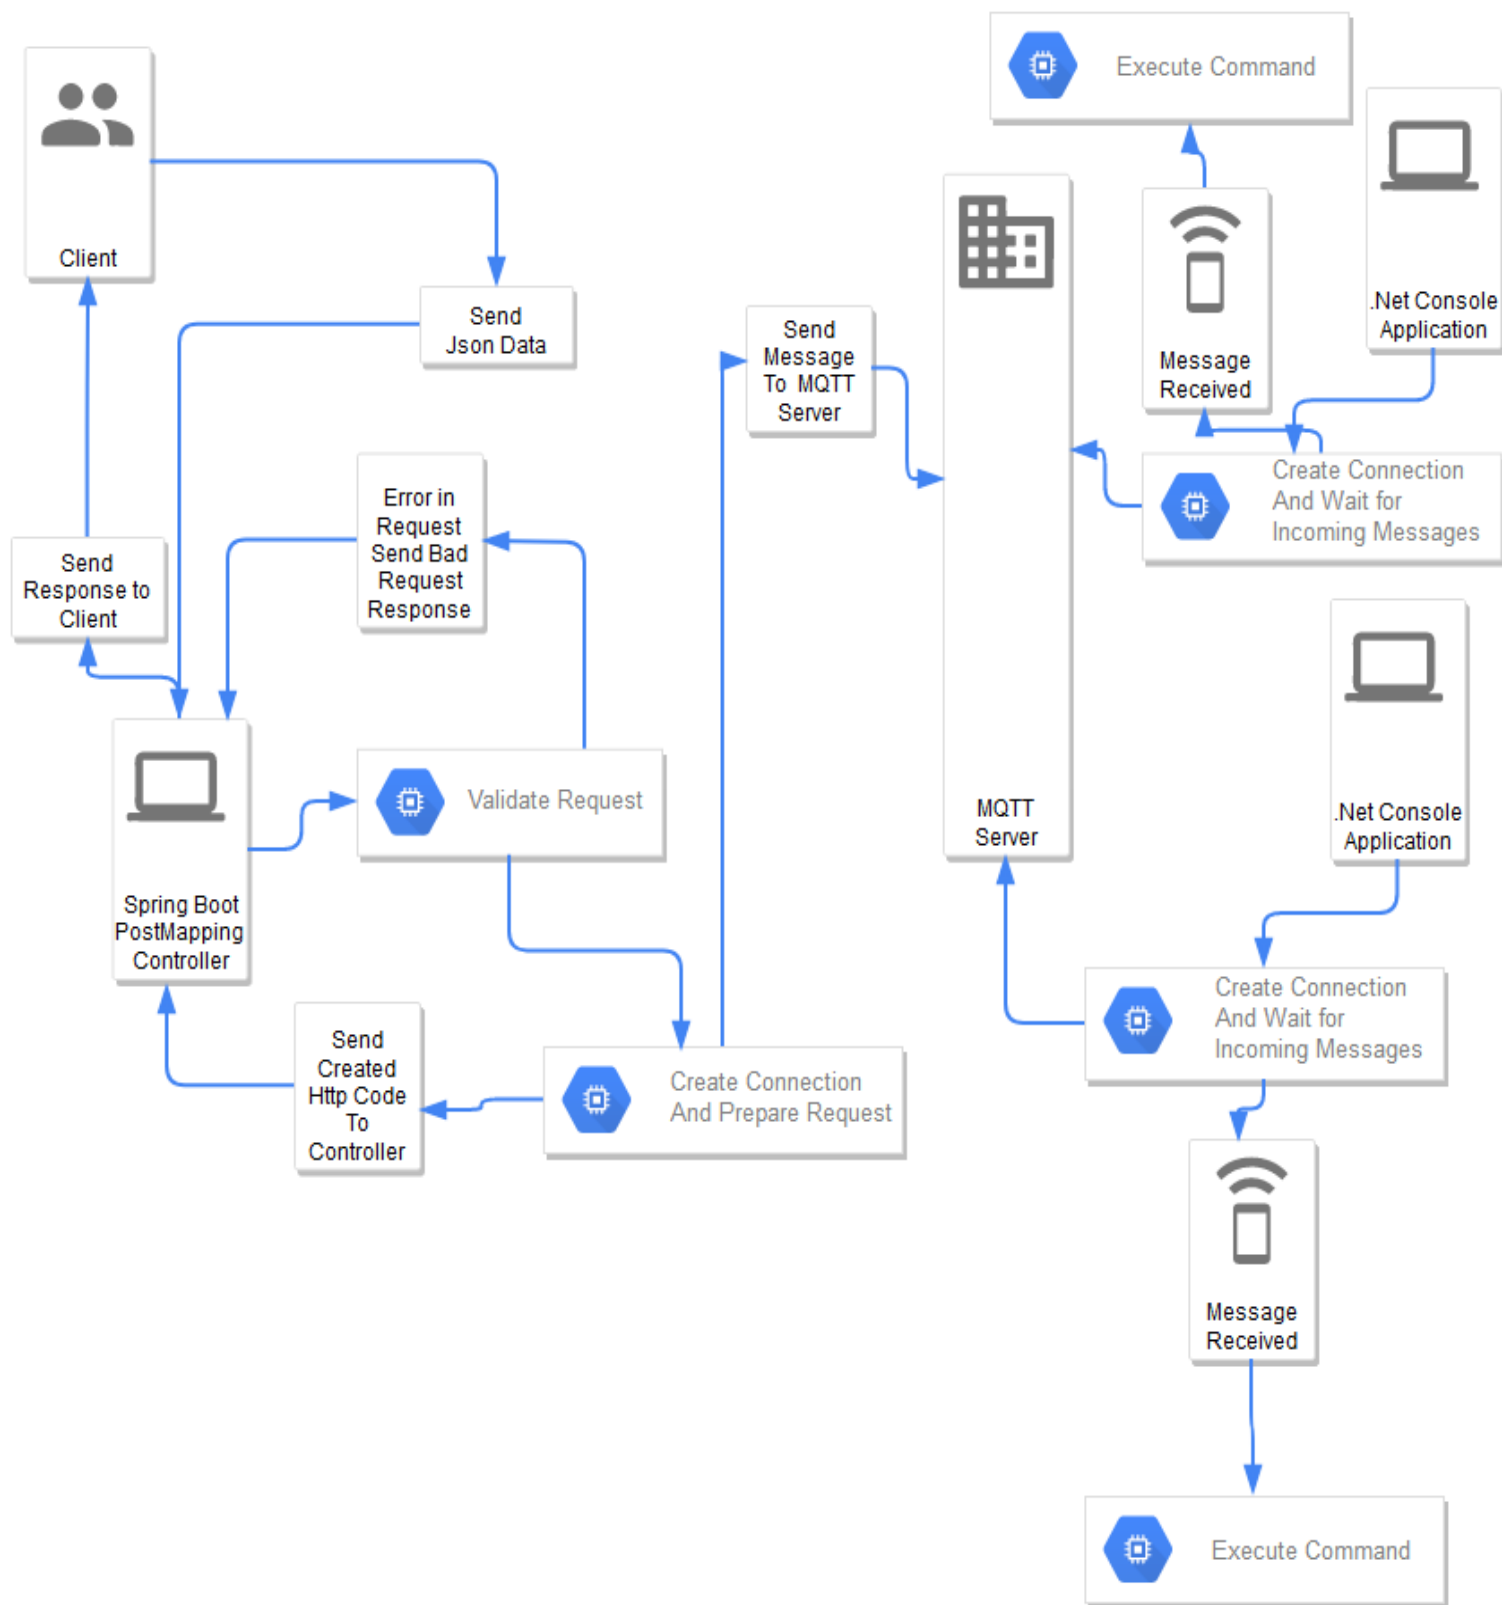 Execute Command
Client
.Net Console
Application
Send
Json Data
Send
Message
To MQTT
Server
Message
Received
Create Connection
And Wait for
Incoming Messages
Error in
Request
Send Bad
Request
Response
Send
Response to
Client
Validate Request
MQTT
Server
.Net Console
Application
Spring Boot
PostMapping
Controller
Create Connection
And Wait for
Incoming Messages
Send
Created
Http Code
To
Controller
Create Connection
And Prepare Request
Message
Received
Execute Command